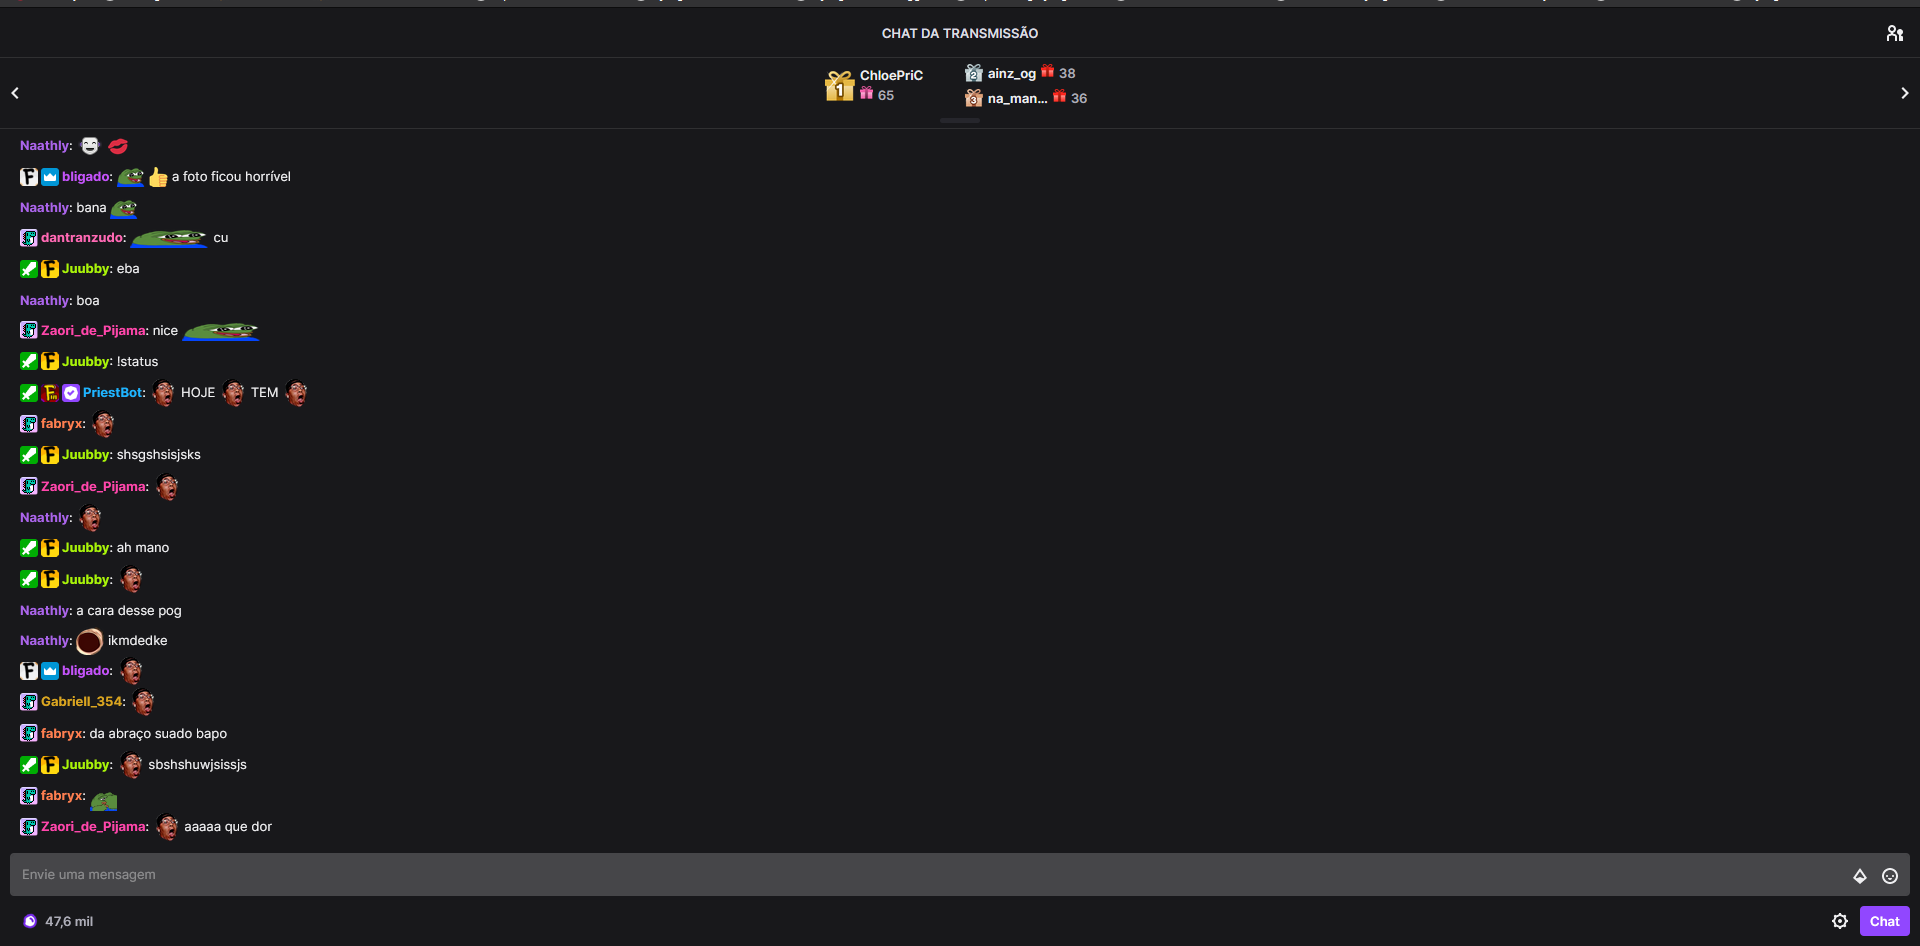 CHAT DA TRANSMISSÃO
1 ChloePriC
65
2 ainz_og 38
3 na_man... 36
Naathly:
F bligado: a foto ficou horrível
Naathly: bana
dantranzudo: cu
F Juubby: eba
Naathly: boa
Zaori_de_Pijama: nice
F Juubby: !status
F PriestBot: HOJE TEM
fabryx:
F Juubby: shsgshsisjsks
Zaori_de_Pijama:
Naathly:
F Juubby: ah mano
F Juubby:
Naathly: a cara desse pog
Naathly: ikmdedke
F bligado:
Gabriell_354:
fabryx: da abraço suado bapo
F Juubby: sbshshuwjsissjs
fabryx:
Zaori_de_Pijama: aaaaa que dor
Envie uma mensagem
47,6 mil
Chat